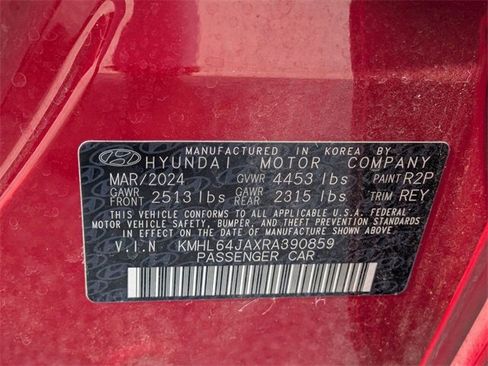 MANUFACTURED IN KOREA BY
HYUNDAI MOTOR COMPANY
MAR/2024 GVWR 4453 lbs PAINT R2P
GAWR FRONT 2513 lbs GAWR REAR 2315 lbs TRIM REY
THIS VEHICLE CONFORMS TO ALL APPLICABLE U.S.A. FEDERAL
MOTOR VEHICLE SAFETY, BUMPER, AND THEFT PREVENTION STANDARDS
IN EFFECT ON THE DATE OF MANUFACTURE SHOWN ABOVE.
V.I.N KMHL64JAXRA390859
PASSENGER CAR